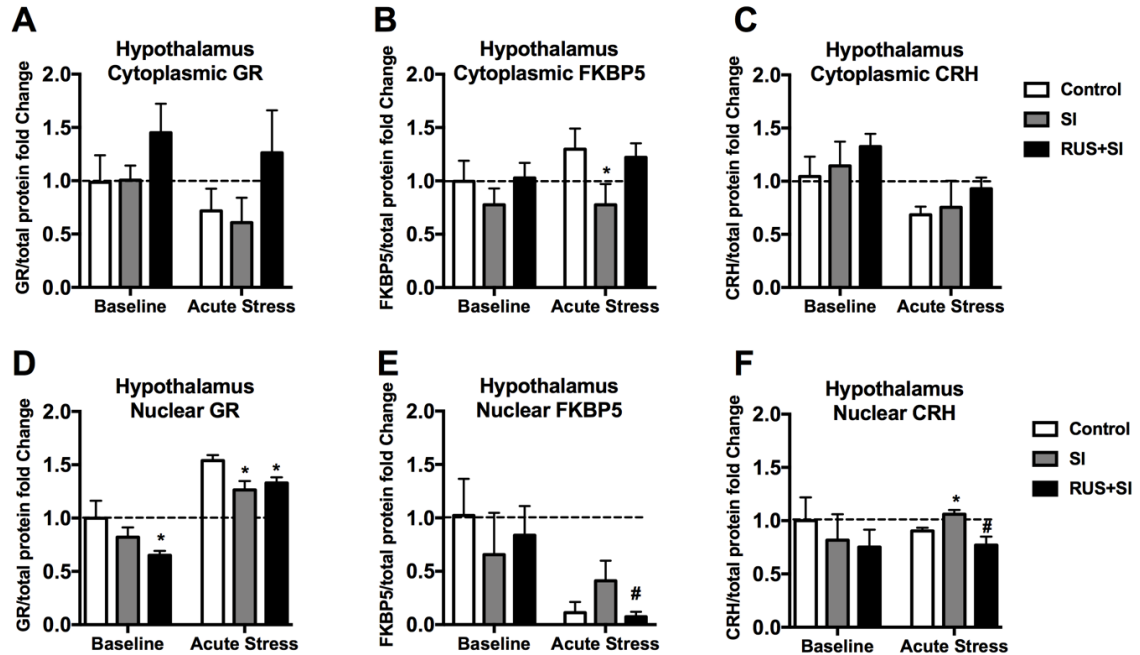 A
Hypothalamus
Cytoplasmic GR
GR/total protein fold Change
2.0
1.5
1.0
0.5
0.0
Baseline
Acute Stress
B
Hypothalamus
Cytoplasmic FKBP5
FKBP5/total protein fold Change
2.0
1.5
1.0
0.5
0.0
*
Baseline
Acute Stress
C
Hypothalamus
Cytoplasmic CRH
CRH/total protein fold Change
2.0
1.5
1.0
0.5
0.0
Baseline
Acute Stress
Control
SI
RUS+SI
D
Hypothalamus
Nuclear GR
GR/total protein fold Change
2.0
1.5
1.0
0.5
0.0
*
*
*
Baseline
Acute Stress
E
Hypothalamus
Nuclear FKBP5
FKBP5/total protein fold Change
2.0
1.5
1.0
0.5
0.0
#
Baseline
Acute Stress
F
Hypothalamus
Nuclear CRH
CRH/total protein fold Change
2.0
1.5
1.0
0.5
0.0
*
#
Baseline
Acute Stress
Control
SI
RUS+SI